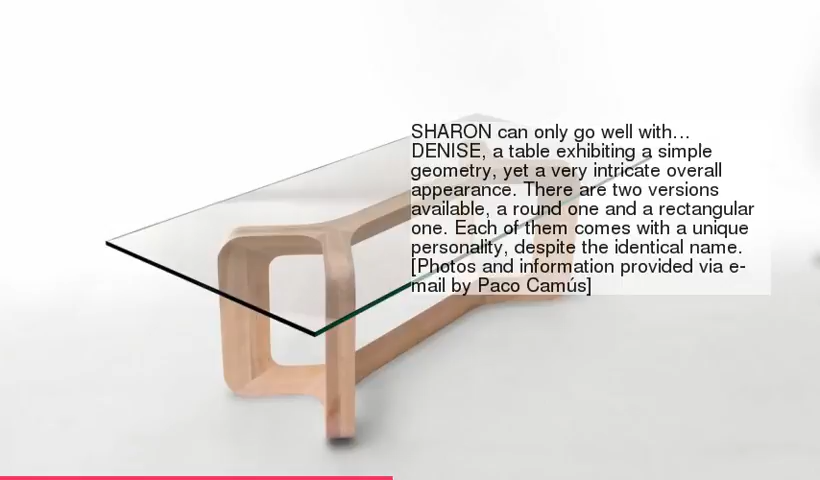 SHARON can only go well with…
DENISE, a table exhibiting a simple
geometry, yet a very intricate overall
appearance. There are two versions
available, a round one and a rectangular
one. Each of them comes with a unique
personality, despite the identical name.
[Photos and information provided via e-
mail by Paco Camús]